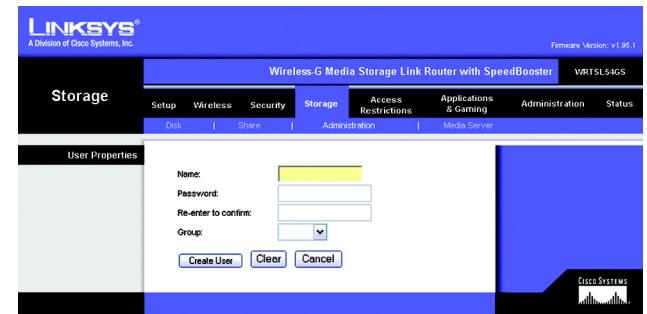 LINKSYS®
A Division of Cisco Systems, Inc.
Firmware Version: v1.95.1
Wireless-G Media Storage Link Router with SpeedBooster WRTSL54GS
Storage
Setup Wireless Security Storage Access Restrictions Applications & Gaming Administration Status
Disk | Share | Administration | Media Server
User Properties
Name:
Password:
Re-enter to confirm:
Group:
Create User Clear Cancel
CISCO SYSTEMS